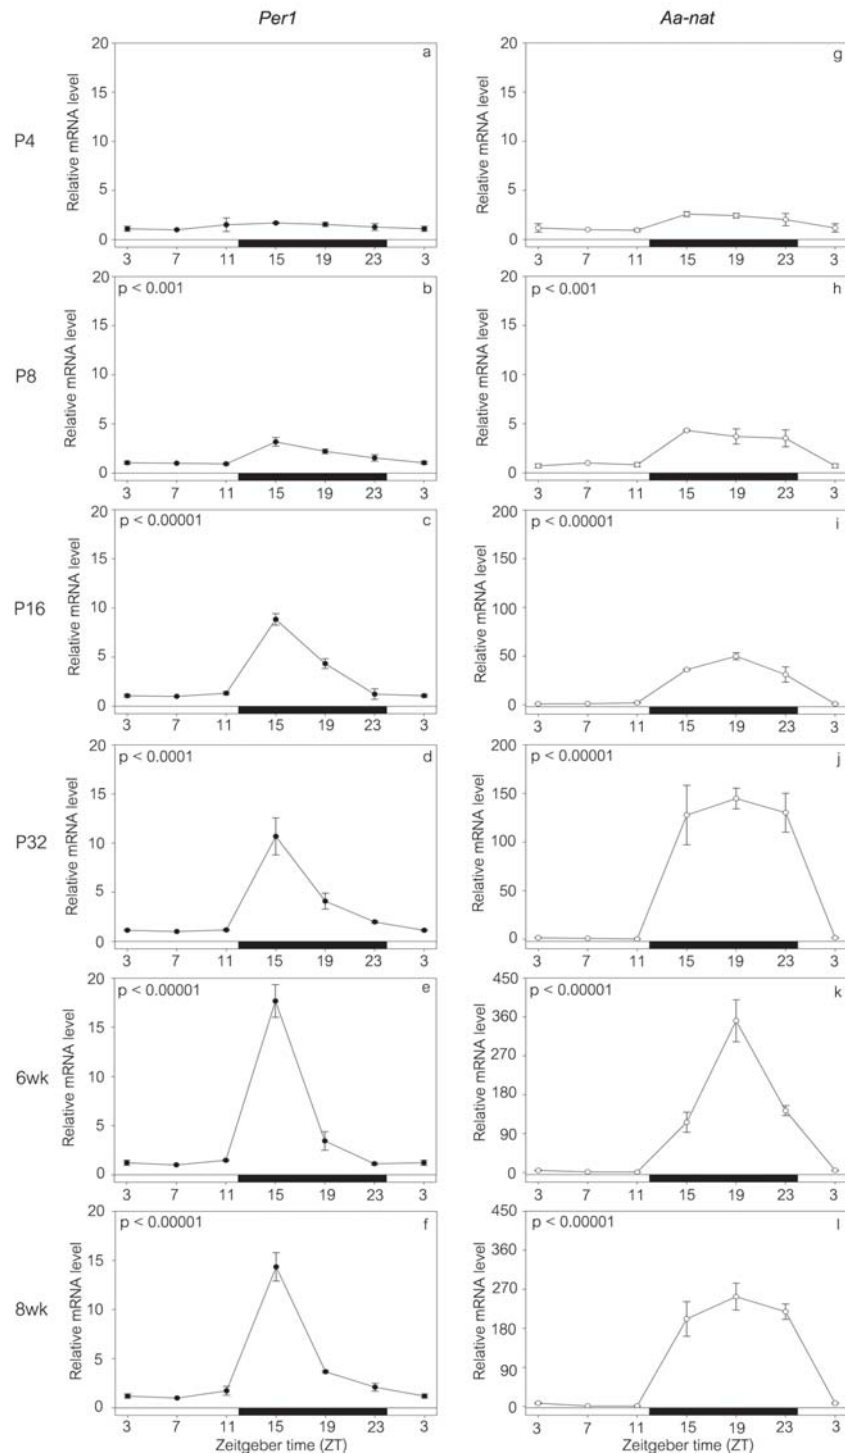 Per1 Aa-nat
P4
Relative mRNA level
20
15
10
5
0
a
3 7 11 15 19 23 3
Relative mRNA level
20
15
10
5
0
g
3 7 11 15 19 23 3
P8
Relative mRNA level
20
15
10
5
0
p < 0.001 b
3 7 11 15 19 23 3
Relative mRNA level
20
15
10
5
0
p < 0.001 h
3 7 11 15 19 23 3
P16
Relative mRNA level
20
15
10
5
0
p < 0.00001 c
3 7 11 15 19 23 3
Relative mRNA level
200
150
100
50
0
p < 0.00001 i
3 7 11 15 19 23 3
P32
Relative mRNA level
20
15
10
5
0
p < 0.0001 d
3 7 11 15 19 23 3
Relative mRNA level
200
150
100
50
0
p < 0.00001 j
3 7 11 15 19 23 3
6wk
Relative mRNA level
20
15
10
5
0
p < 0.00001 e
3 7 11 15 19 23 3
Relative mRNA level
450
360
270
180
90
0
p < 0.00001 k
3 7 11 15 19 23 3
8wk
Relative mRNA level
20
15
10
5
0
p < 0.00001 f
3 7 11 15 19 23 3
Zeitgeber time (ZT)
Relative mRNA level
450
360
270
180
90
0
p < 0.00001 l
3 7 11 15 19 23 3
Zeitgeber time (ZT)